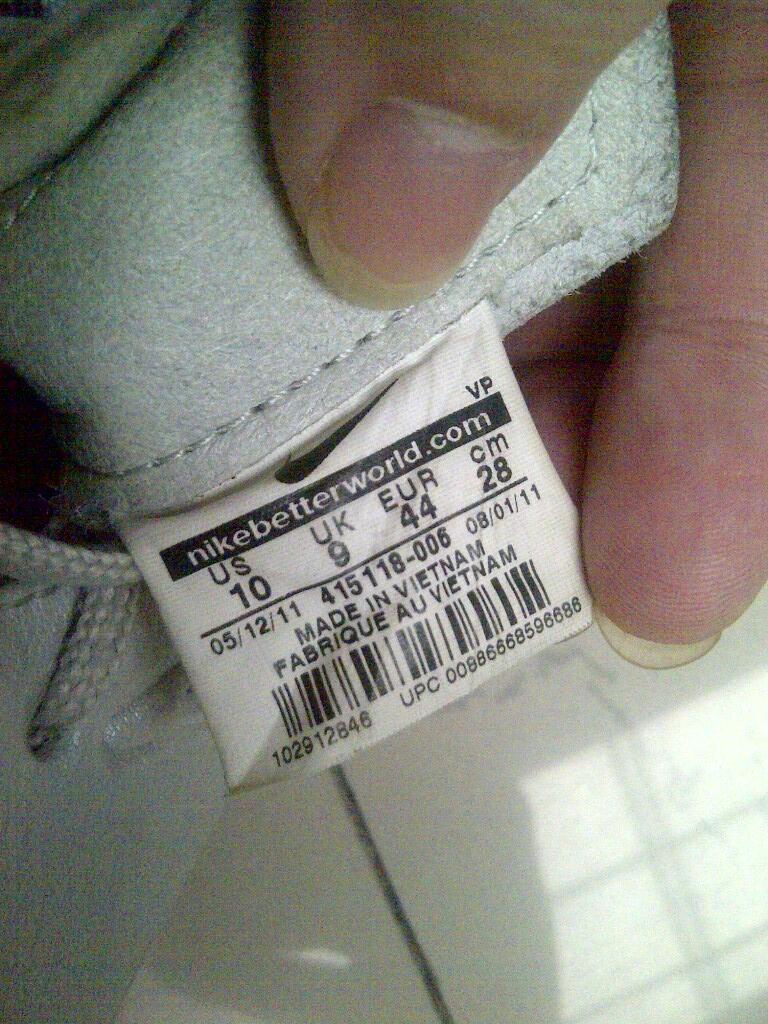 VP
nikebetterworld.com
US UK EUR cm
10 9 44 28
05/12/11 415118-006 08/01/11
MADE IN VIETNAM
FABRIQUE AU VIETNAM
102912846 UPC 00886668596686